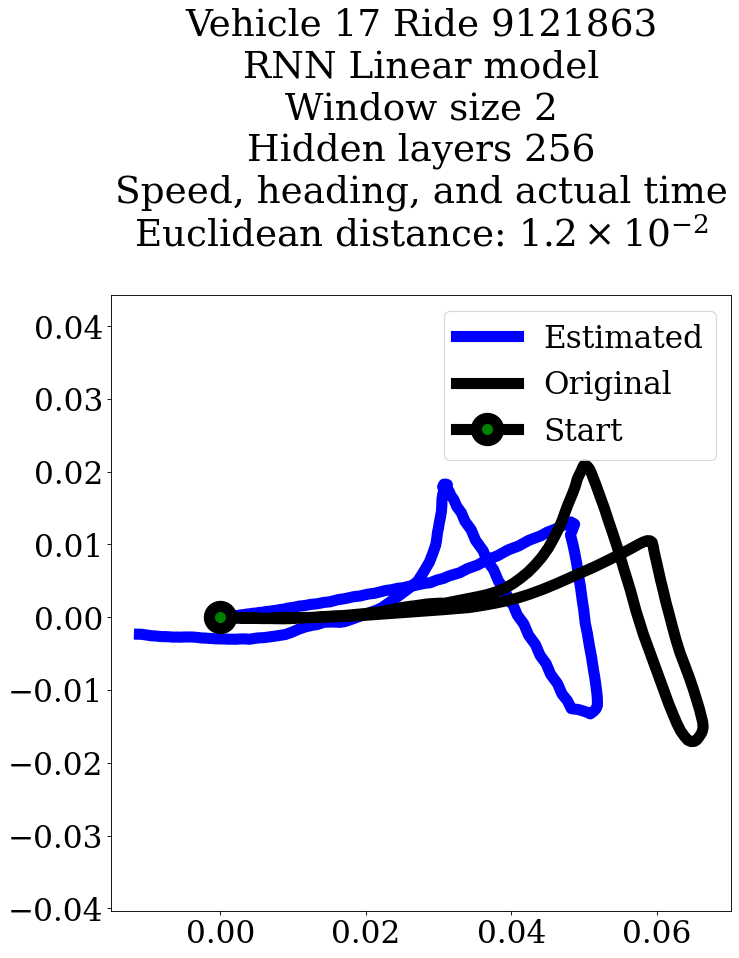 Vehicle 17 Ride 9121863
RNN Linear model
Window size 2
Hidden layers 256
Speed, heading, and actual time
Euclidean distance: 1.2 × 10⁻²
Estimated
Original
Start
0.04
0.03
0.02
0.01
0.00
−0.01
−0.02
−0.03
−0.04
0.00 0.02 0.04 0.06